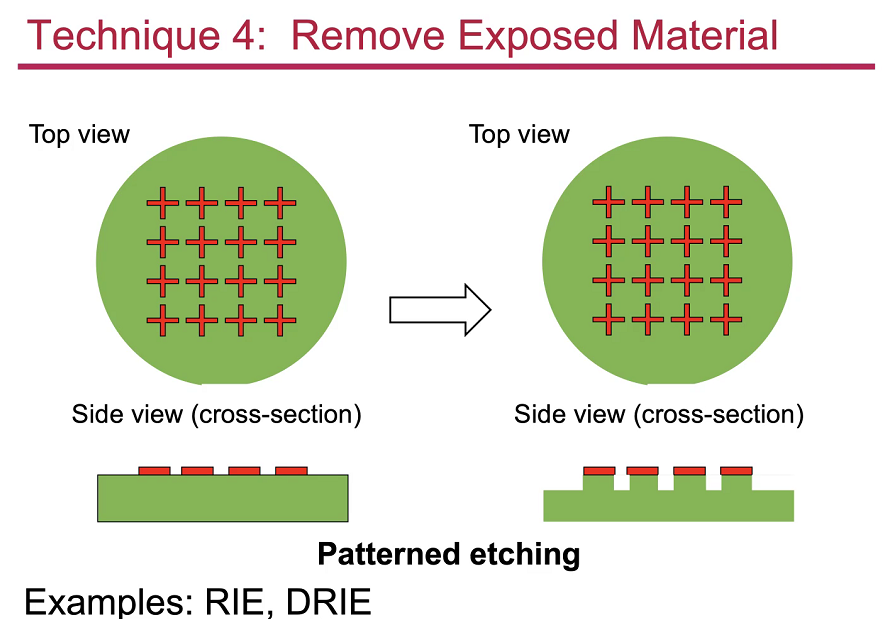 Technique 4:  Remove Exposed Material
Top view
Top view
Side view (cross-section)
Side view (cross-section)
Patterned etching
Examples: RIE, DRIE